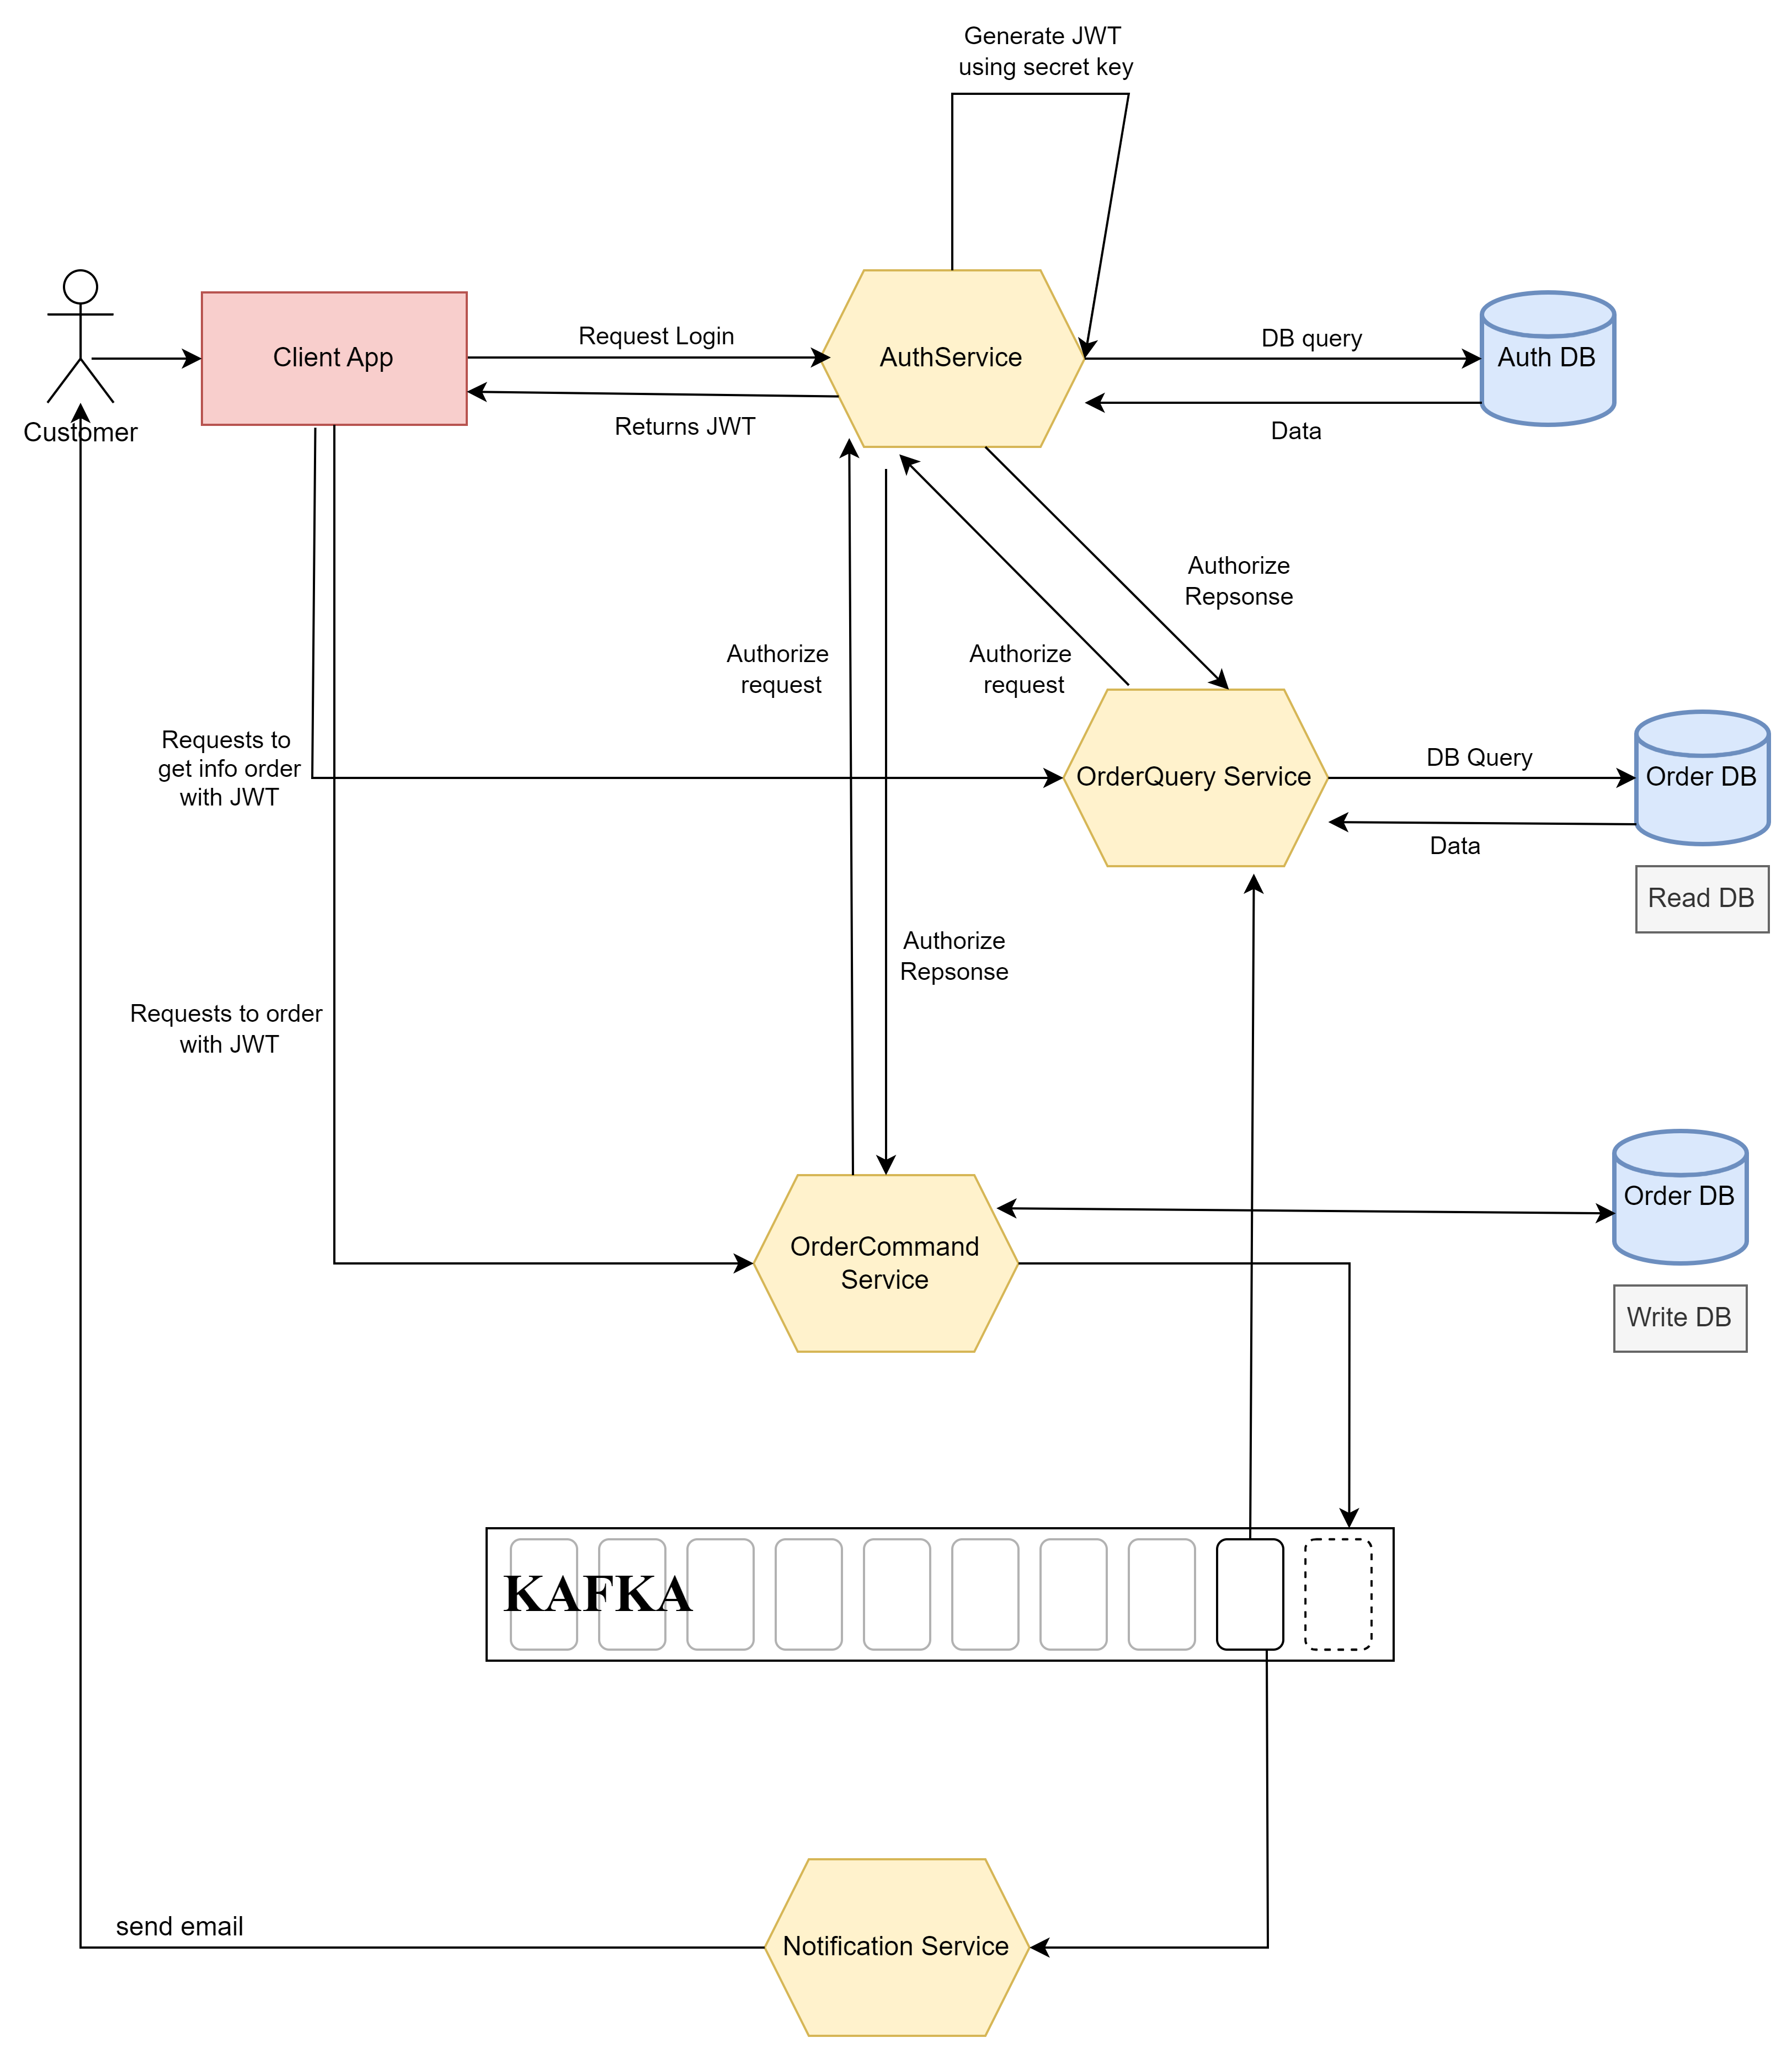 Generate JWT
using secret key
Customer
Client App
Request Login
Returns JWT
AuthService
DB query
Data
Auth DB
Authorize
Repsonse
Authorize
request
Authorize
request
Requests to
get info order
with JWT
OrderQuery Service
DB Query
Data
Order DB
Read DB
Authorize
Repsonse
Requests to order
with JWT
OrderCommand
Service
Order DB
Write DB
KAFKA
send email
Notification Service